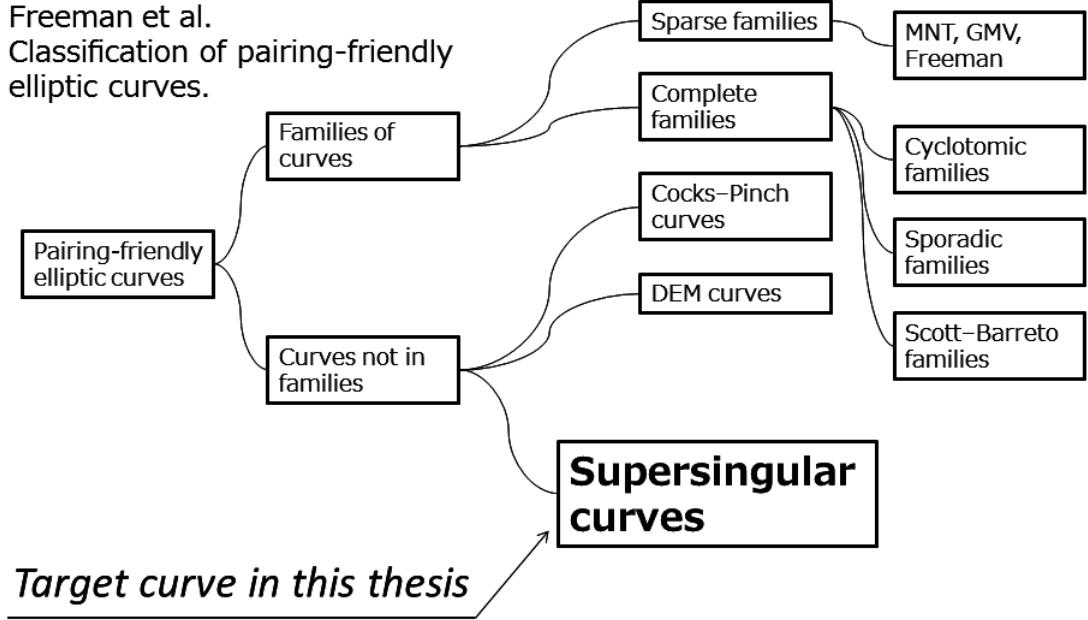 Freeman et al.
Classification of pairing-friendly
elliptic curves.
Pairing-friendly
elliptic curves
Families of
curves
Curves not in
families
Sparse families
Complete
families
Cocks–Pinch
curves
DEM curves
Supersingular
curves
MNT, GMV,
Freeman
Cyclotomic
families
Sporadic
families
Scott–Barreto
families
Target curve in this thesis